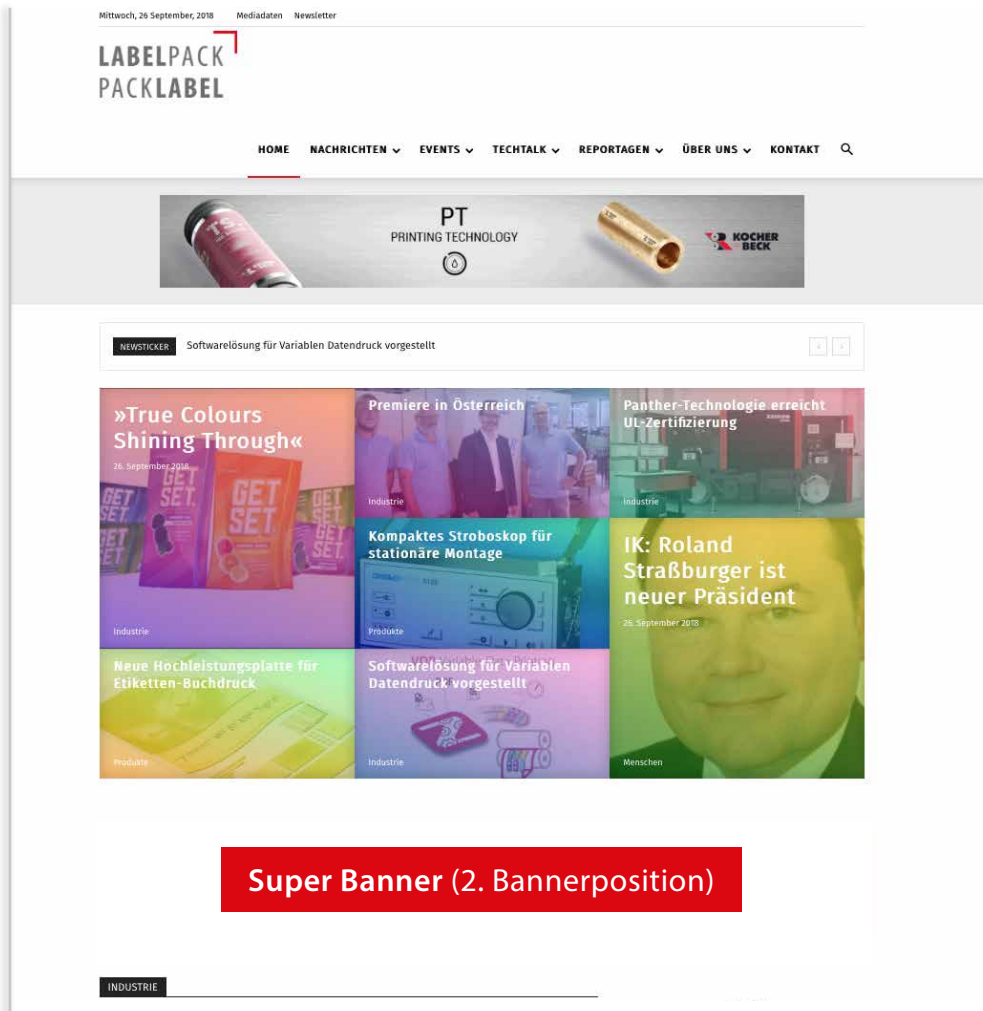 Mittwoch, 26 September, 2018 Mediadaten Newsletter
LABELPACK
PACKLABEL
HOME NACHRICHTEN EVENTS TECHTALK REPORTAGEN ÜBER UNS KONTAKT
PT
PRINTING TECHNOLOGY
KOCHER
BECK
NEWSTICKER Softwarelösung für Variablen Datendruck vorgestellt
»True Colours
Shining Through«
26. September 2018
GET
SET
Industrie
Premiere in Österreich
Industrie
Panther-Technologie erreicht
UL-Zertifizierung
Industrie
Kompaktes Stroboskop für
stationäre Montage
Produkte
IK: Roland
Straßburger ist
neuer Präsident
26. September 2018
Menschen
Neue Hochleistungsplatte für
Etiketten-Buchdruck
Produkte
Softwarelösung für Variablen
Datendruck vorgestellt
Industrie
Super Banner (2. Bannerposition)
INDUSTRIE